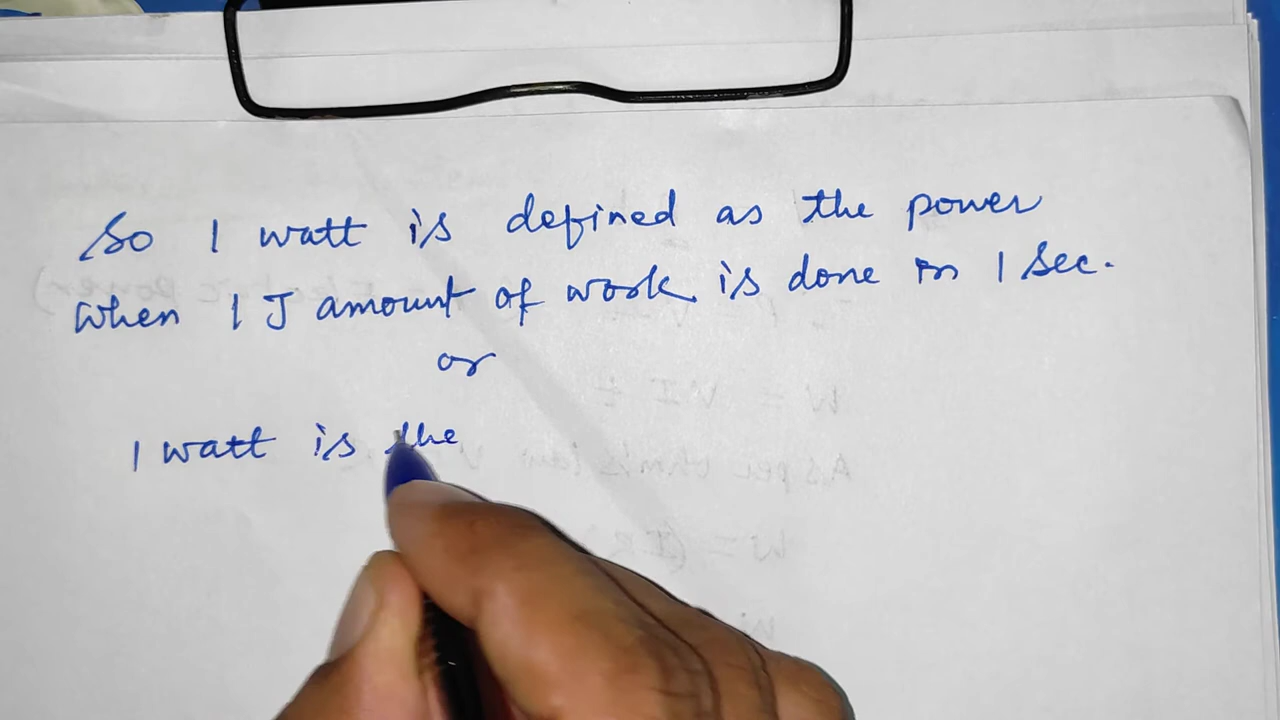 So 1 watt is defined as the power
when 1 J amount of work is done in 1 sec.
or
1 watt is the